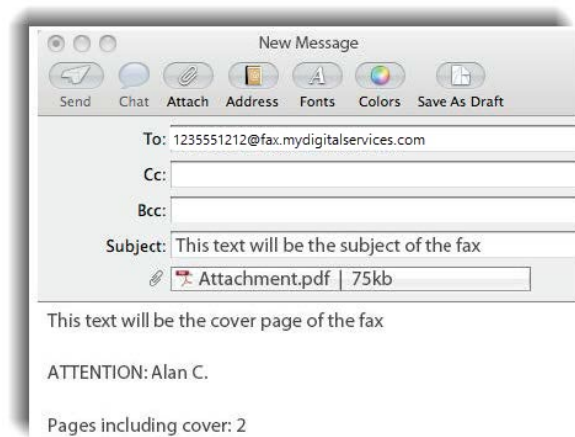 New Message
Send Chat Attach Address Fonts Colors Save As Draft
To: 1235551212@fax.mydigitalservices.com
Cc:
Bcc:
Subject: This text will be the subject of the fax
Attachment.pdf | 75kb
This text will be the cover page of the fax
ATTENTION: Alan C.
Pages including cover: 2